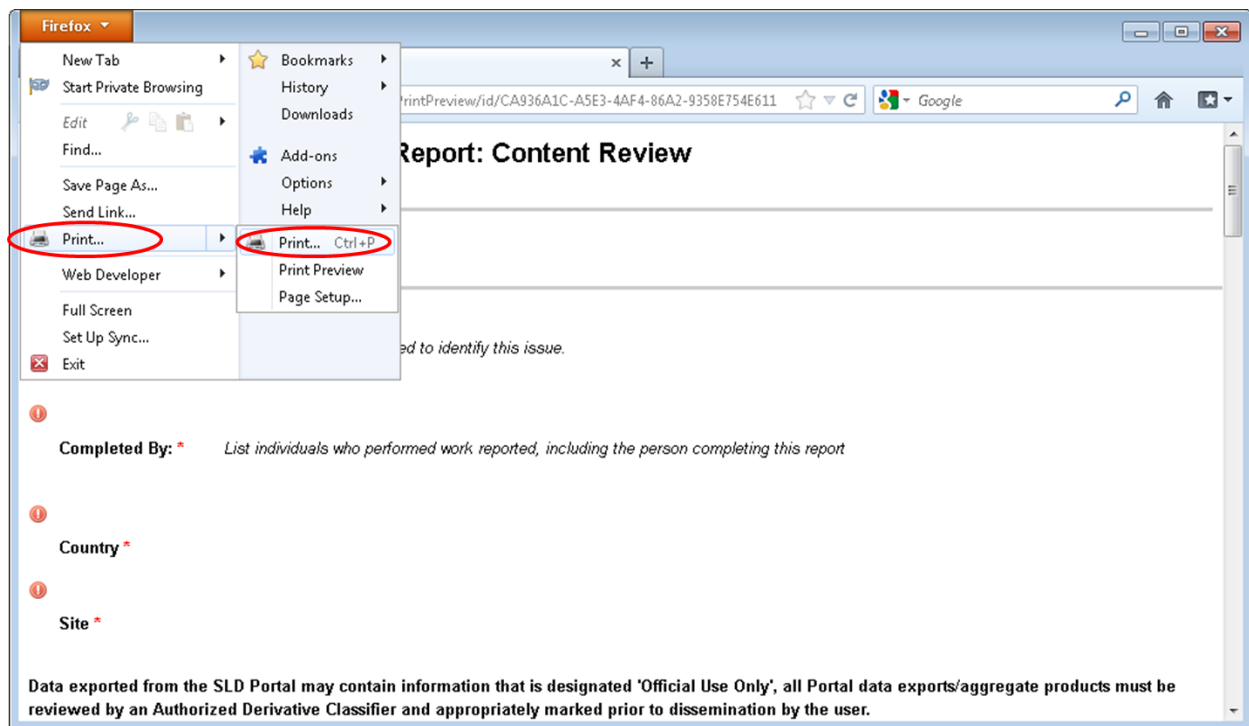 Firefox
New Tab
Start Private Browsing
Edit
Find...
Save Page As...
Send Link...
Print...
Web Developer
Full Screen
Set Up Sync...
Exit
Bookmarks
History
Downloads
Add-ons
Options
Help
Print... Ctrl+P
Print Preview
Page Setup...
PrintPreview/id/CA936A1C-A5E3-4AF4-86A2-9358E754E611
Google
Report: Content Review
ed to identify this issue.
Completed By: * List individuals who performed work reported, including the person completing this report
Country *
Site *
Data exported from the SLD Portal may contain information that is designated 'Official Use Only', all Portal data exports/aggregate products must be
reviewed by an Authorized Derivative Classifier and appropriately marked prior to dissemination by the user.